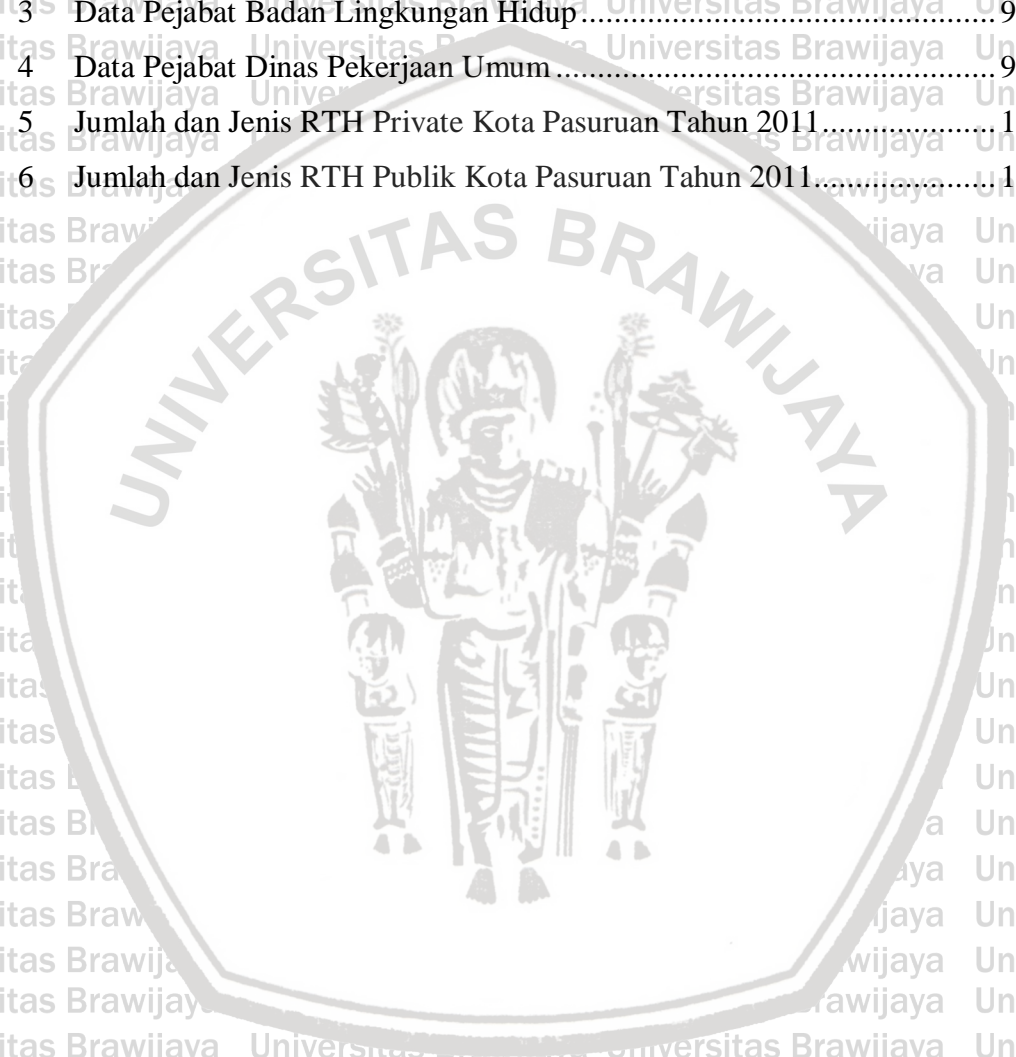 3 Data Pejabat Badan Lingkungan Hidup ........................................ 9
4 Data Pejabat Dinas Pekerjaan Umum ........................................... 9
5 Jumlah dan Jenis RTH Private Kota Pasuruan Tahun 2011 ................... 1
6 Jumlah dan Jenis RTH Publik Kota Pasuruan Tahun 2011 ................... 1
UNIVERSITAS BRAWIJAYA